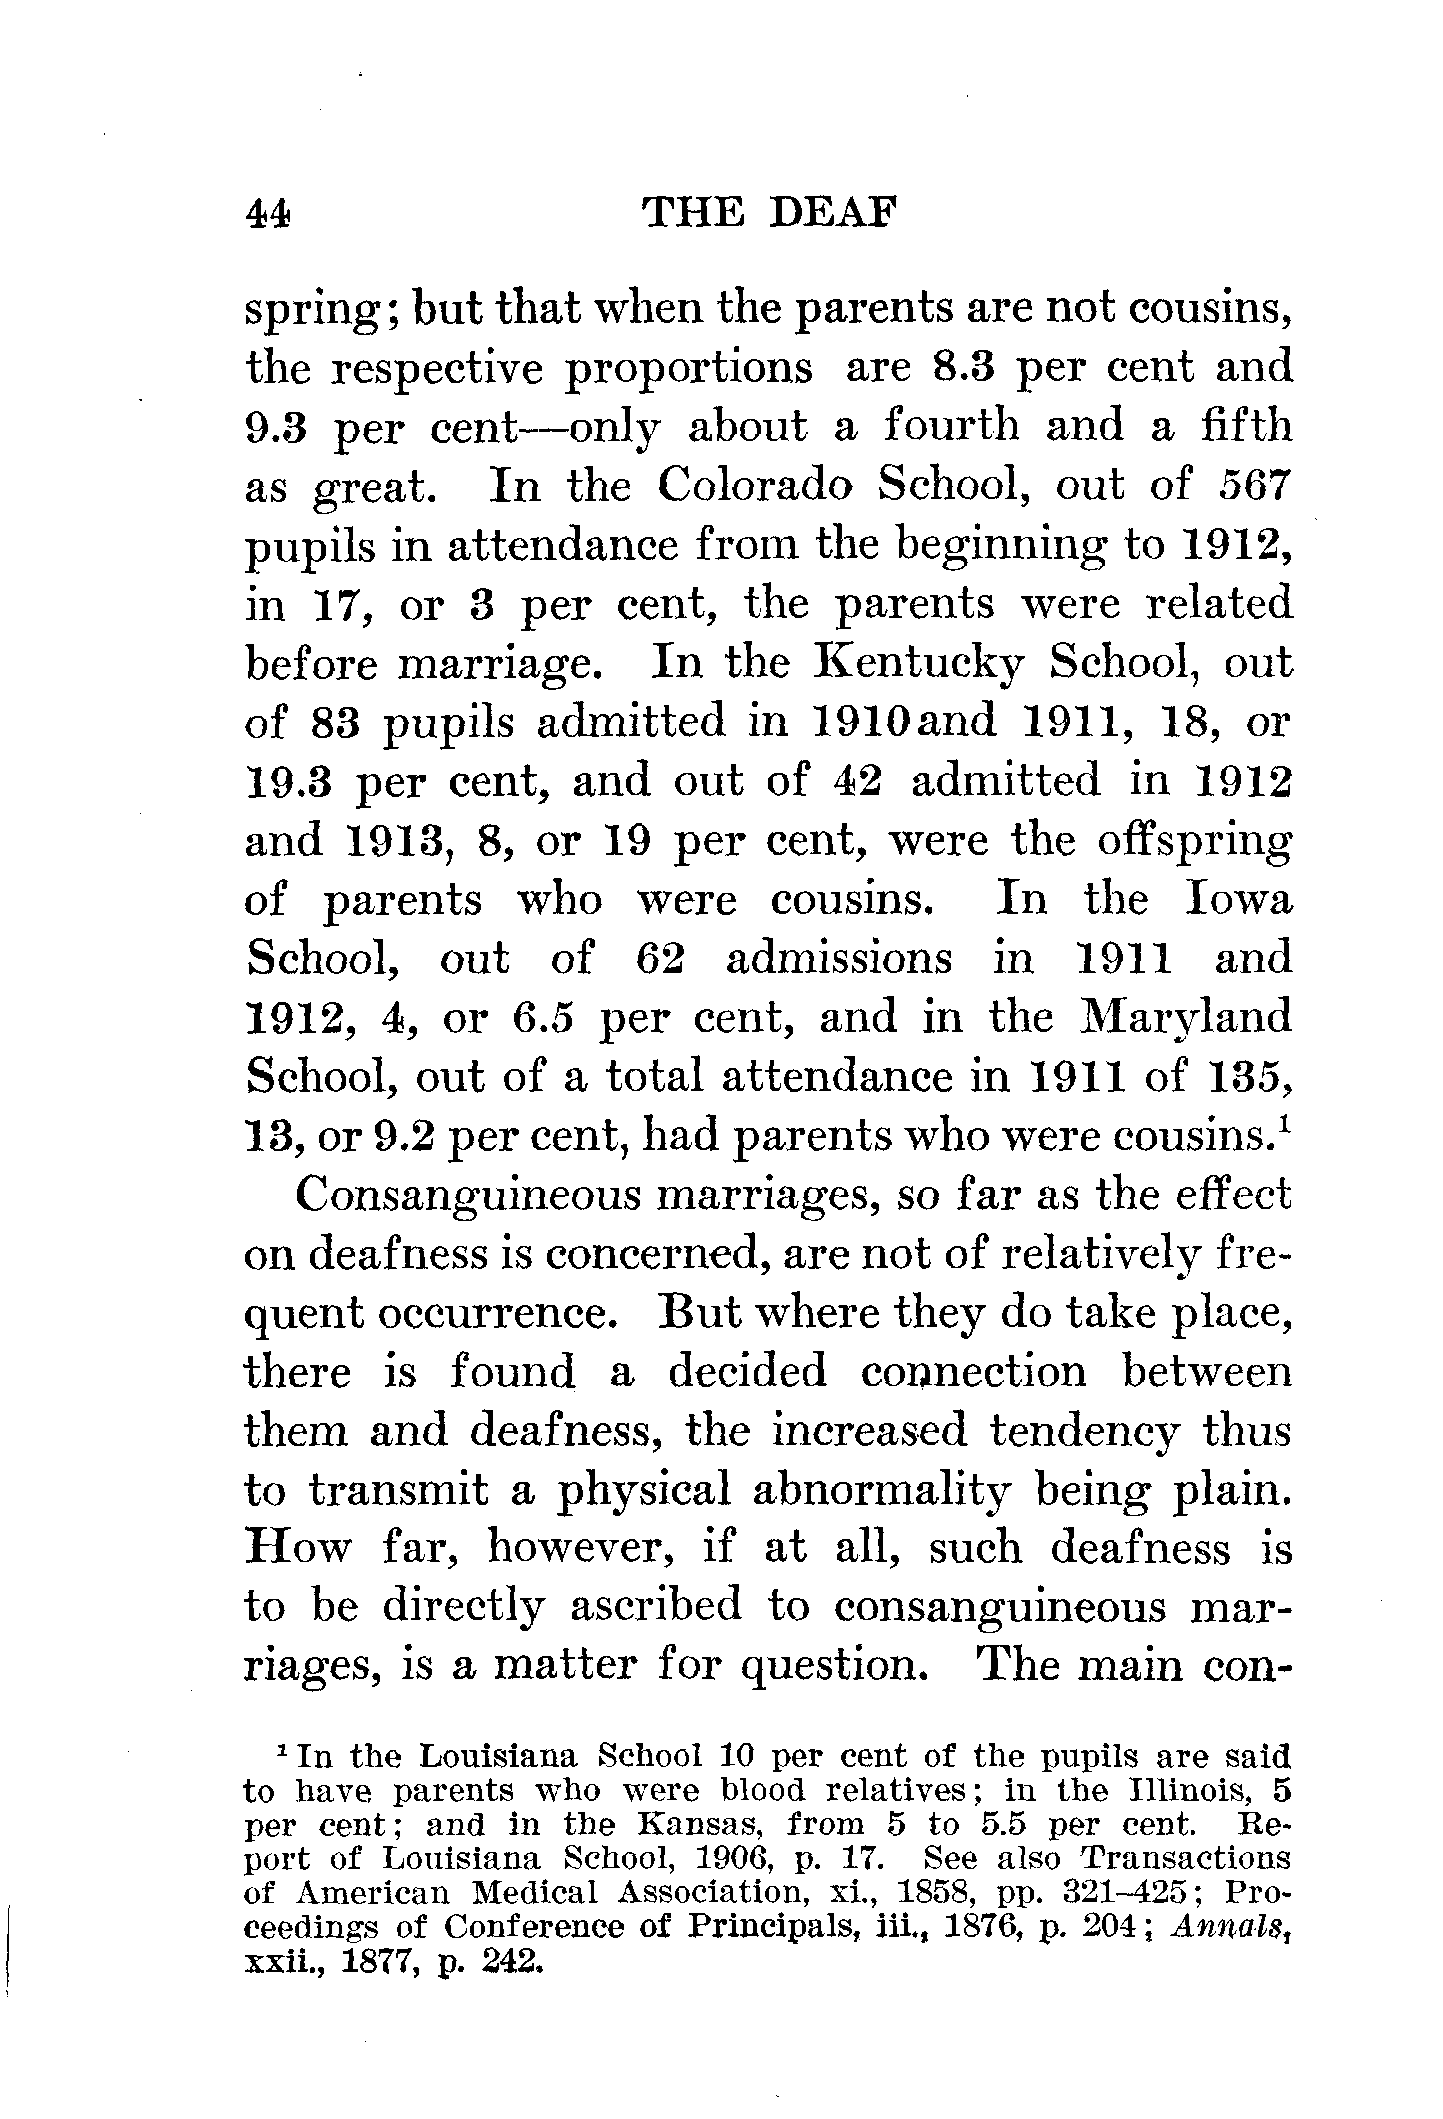 44 THE DEAF
spring; but that when the parents are not cousins,
the respective proportions are 8.3 per cent and
9.3 per cent—only about a fourth and a fifth
as great. In the Colorado School, out of 567
pupils in attendance from the beginning to 1912,
in 17, or 3 per cent, the parents were related
before marriage. In the Kentucky School, out
of 83 pupils admitted in 1910and 1911, 18, or
19.3 per cent, and out of 42 admitted in 1912
and 1913, 8, or 19 per cent, were the offspring
of parents who were cousins. In the Iowa
School, out of 62 admissions in 1911 and
1912, 4, or 6.5 per cent, and in the Maryland
School, out of a total attendance in 1911 of 135,
13, or 9.2 per cent, had parents who were cousins.¹
Consanguineous marriages, so far as the effect
on deafness is concerned, are not of relatively fre-
quent occurrence. But where they do take place,
there is found a decided connection between
them and deafness, the increased tendency thus
to transmit a physical abnormality being plain.
How far, however, if at all, such deafness is
to be directly ascribed to consanguineous mar-
riages, is a matter for question. The main con-
¹ In the Louisiana School 10 per cent of the pupils are said
to have parents who were blood relatives; in the Illinois, 5
per cent; and in the Kansas, from 5 to 5.5 per cent. Re-
port of Louisiana School, 1906, p. 17. See also Transactions
of American Medical Association, xi., 1858, pp. 321–425; Pro-
ceedings of Conference of Principals, iii., 1876, p. 204; Annals,
xxii., 1877, p. 242.